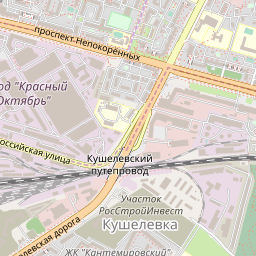 проспект Непокорённых
од "Красный
Октябрь"
оссийская улица
Кушелевский
путепровод
Участок
РосСтройИнвест
Кушелевка
левская дорога
ЖК "Кантемировский"